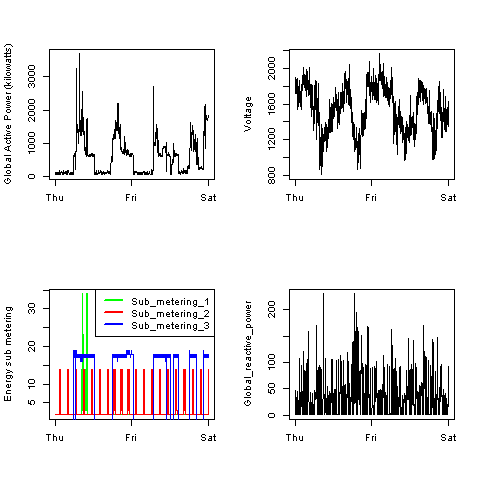 Global Active Power (kilowatts)
0
1000
2000
3000
Thu
Fri
Sat
Voltage
800
1200
1600
2000
Thu
Fri
Sat
Energy sub metering
5
10
20
30
Sub_metering_1
Sub_metering_2
Sub_metering_3
Thu
Fri
Sat
Global_reactive_power
0
50
100
200
Thu
Fri
Sat